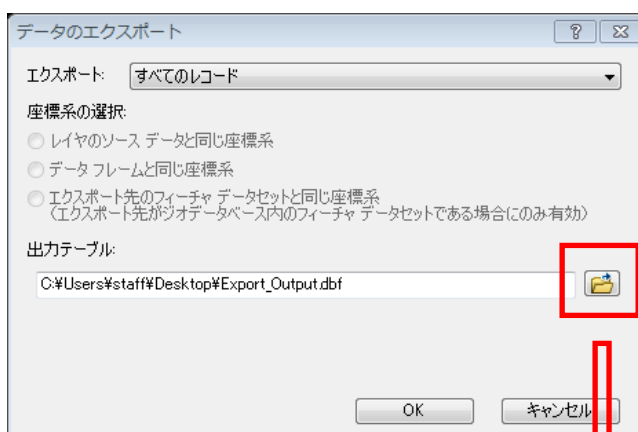 データのエクスポート
エクスポート: すべてのレコード
座標系の選択:
レイヤのソース データと同じ座標系
データ フレームと同じ座標系
エクスポート先のフィーチャ データセットと同じ座標系
(エクスポート先がジオデータベース内のフィーチャ データセットである場合にのみ有効)
出力テーブル:
C:¥Users¥staff¥Desktop¥Export_Output.dbf
OK キャンセル